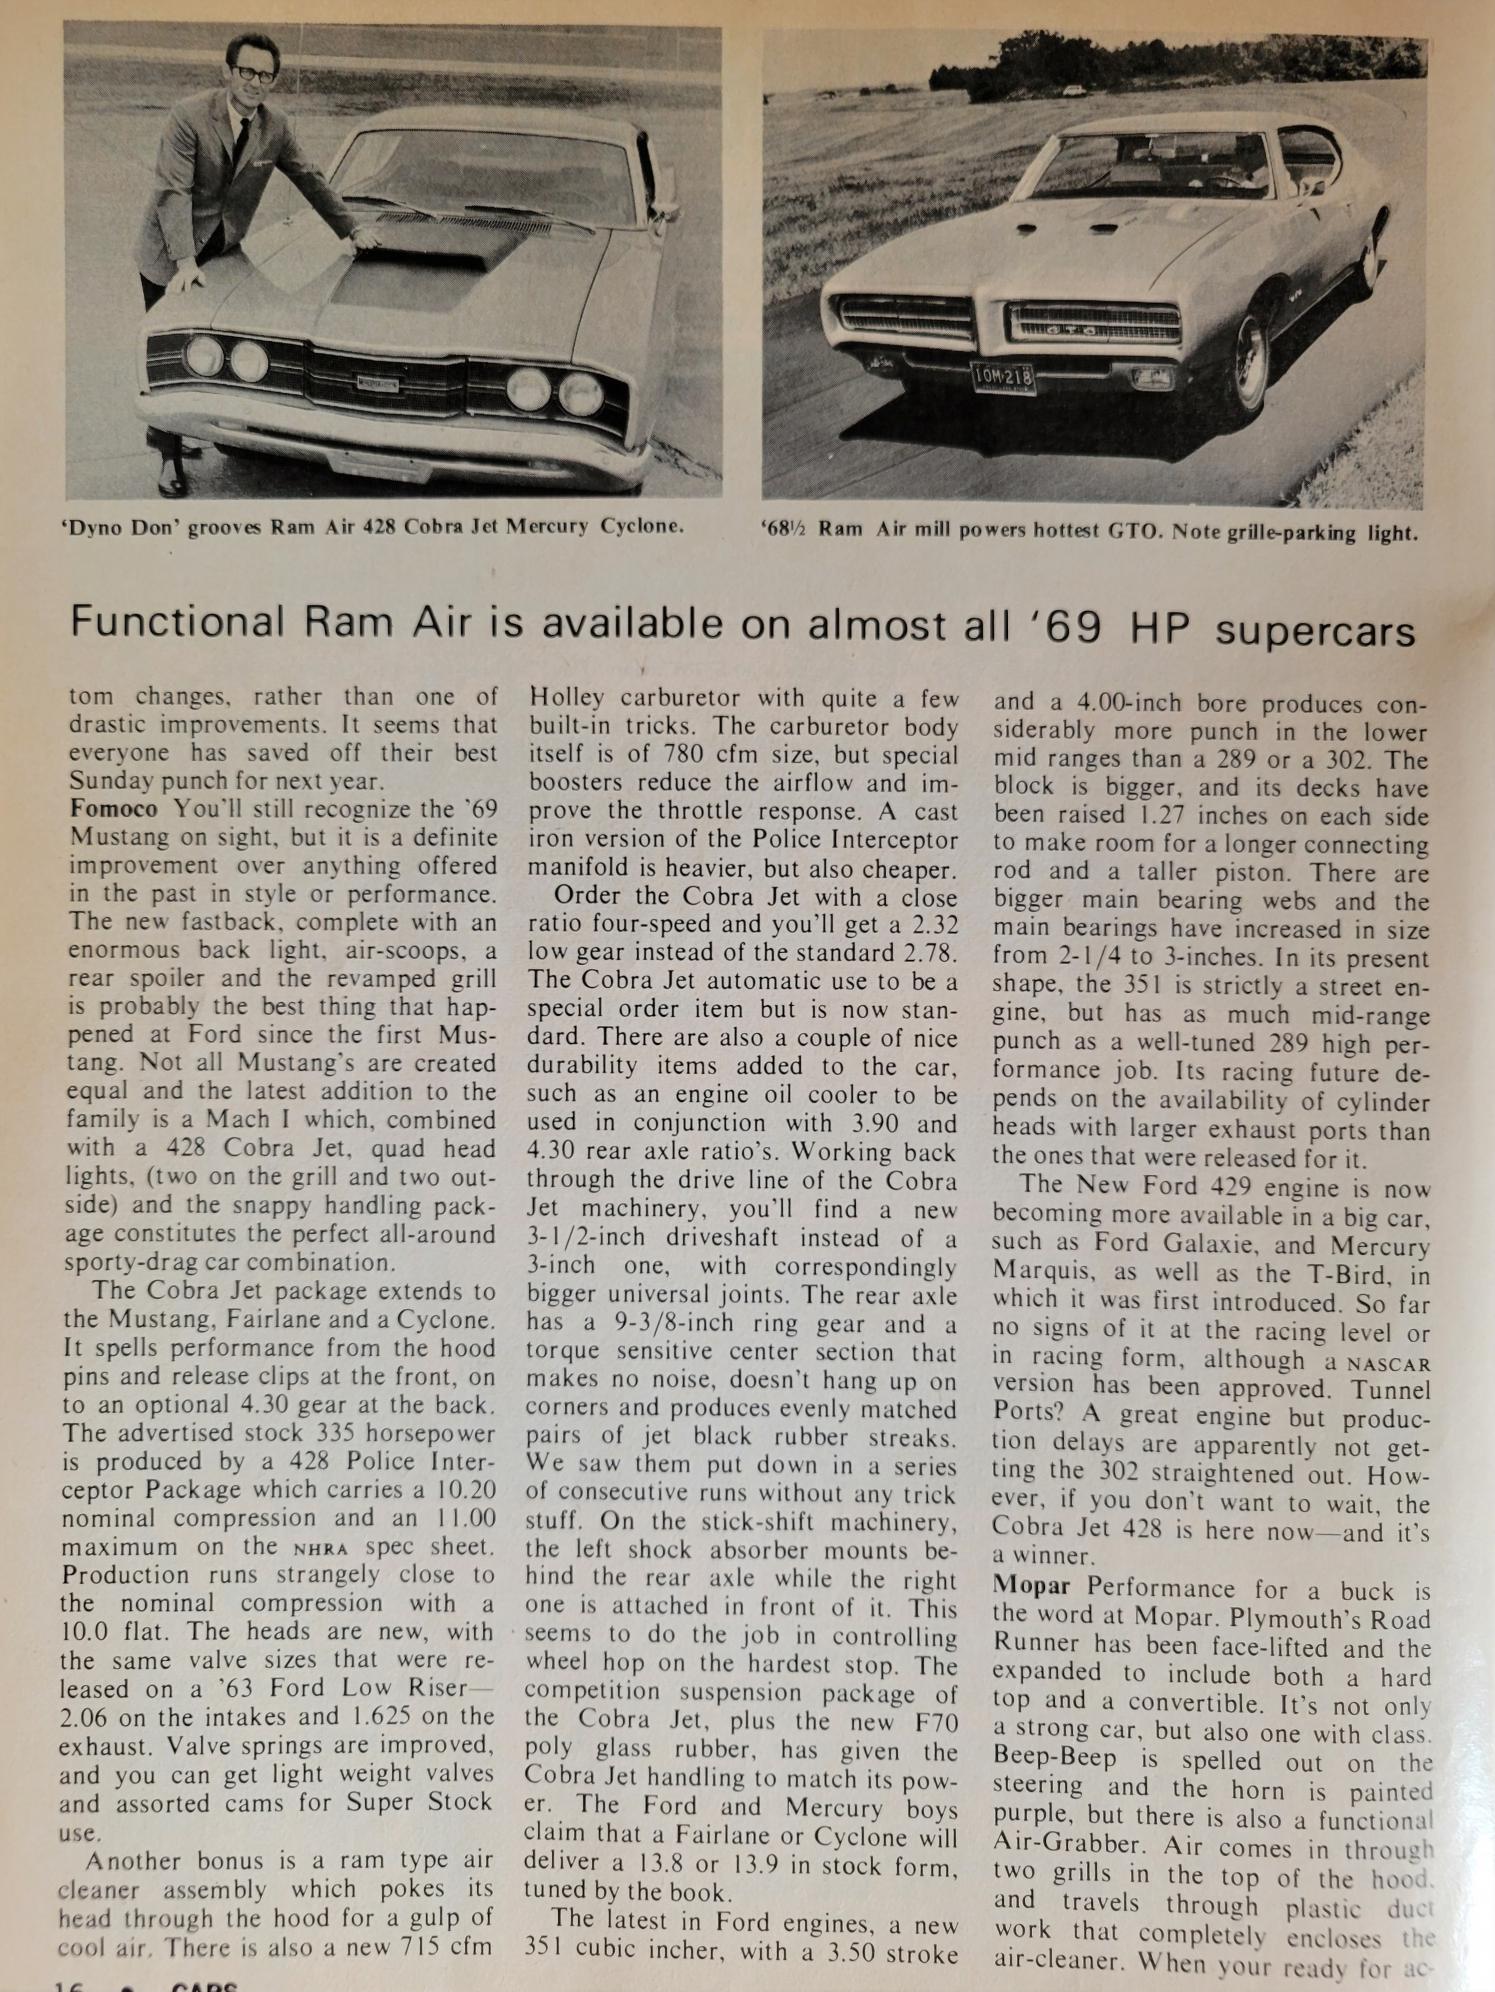 GTO
IOM·218
‘Dyno Don’ grooves Ram Air 428 Cobra Jet Mercury Cyclone.
‘68½ Ram Air mill powers hottest GTO. Note grille-parking light.
Functional Ram Air is available on almost all ‘69 HP supercars
tom changes, rather than one of
drastic improvements. It seems that
everyone has saved off their best
Sunday punch for next year.
Fomoco You'll still recognize the '69
Mustang on sight, but it is a definite
improvement over anything offered
in the past in style or performance.
The new fastback, complete with an
enormous back light, air-scoops, a
rear spoiler and the revamped grill
is probably the best thing that hap-
pened at Ford since the first Mus-
tang. Not all Mustang's are created
equal and the latest addition to the
family is a Mach I which, combined
with a 428 Cobra Jet, quad head
lights, (two on the grill and two out-
side) and the snappy handling pack-
age constitutes the perfect all-around
sporty-drag car combination.
The Cobra Jet package extends to
the Mustang, Fairlane and a Cyclone.
It spells performance from the hood
pins and release clips at the front, on
to an optional 4.30 gear at the back.
The advertised stock 335 horsepower
is produced by a 428 Police Inter-
ceptor Package which carries a 10.20
nominal compression and an 11.00
maximum on the NHRA spec sheet.
Production runs strangely close to
the nominal compression with a
10.0 flat. The heads are new, with
the same valve sizes that were re-
leased on a '63 Ford Low Riser—
2.06 on the intakes and 1.625 on the
exhaust. Valve springs are improved,
and you can get light weight valves
and assorted cams for Super Stock
use.
Another bonus is a ram type air
cleaner assembly which pokes its
head through the hood for a gulp of
cool air. There is also a new 715 cfm
Holley carburetor with quite a few
built-in tricks. The carburetor body
itself is of 780 cfm size, but special
boosters reduce the airflow and im-
prove the throttle response. A cast
iron version of the Police Interceptor
manifold is heavier, but also cheaper.
Order the Cobra Jet with a close
ratio four-speed and you'll get a 2.32
low gear instead of the standard 2.78.
The Cobra Jet automatic use to be a
special order item but is now stan-
dard. There are also a couple of nice
durability items added to the car,
such as an engine oil cooler to be
used in conjunction with 3.90 and
4.30 rear axle ratio's. Working back
through the drive line of the Cobra
Jet machinery, you'll find a new
3-1/2-inch driveshaft instead of a
3-inch one, with correspondingly
bigger universal joints. The rear axle
has a 9-3/8-inch ring gear and a
torque sensitive center section that
makes no noise, doesn't hang up on
corners and produces evenly matched
pairs of jet black rubber streaks.
We saw them put down in a series
of consecutive runs without any trick
stuff. On the stick-shift machinery,
the left shock absorber mounts be-
hind the rear axle while the right
one is attached in front of it. This
seems to do the job in controlling
wheel hop on the hardest stop. The
competition suspension package of
the Cobra Jet, plus the new F70
poly glass rubber, has given the
Cobra Jet handling to match its pow-
er. The Ford and Mercury boys
claim that a Fairlane or Cyclone will
deliver a 13.8 or 13.9 in stock form,
tuned by the book.
The latest in Ford engines, a new
351 cubic incher, with a 3.50 stroke
and a 4.00-inch bore produces con-
siderably more punch in the lower
mid ranges than a 289 or a 302. The
block is bigger, and its decks have
been raised 1.27 inches on each side
to make room for a longer connecting
rod and a taller piston. There are
bigger main bearing webs and the
main bearings have increased in size
from 2-1/4 to 3-inches. In its present
shape, the 351 is strictly a street en-
gine, but has as much mid-range
punch as a well-tuned 289 high per-
formance job. Its racing future de-
pends on the availability of cylinder
heads with larger exhaust ports than
the ones that were released for it.
The New Ford 429 engine is now
becoming more available in a big car,
such as Ford Galaxie, and Mercury
Marquis, as well as the T-Bird, in
which it was first introduced. So far
no signs of it at the racing level or
in racing form, although a NASCAR
version has been approved. Tunnel
Ports? A great engine but produc-
tion delays are apparently not get-
ting the 302 straightened out. How-
ever, if you don't want to wait, the
Cobra Jet 428 is here now—and it's
a winner.
Mopar Performance for a buck is
the word at Mopar. Plymouth's Road
Runner has been face-lifted and the
expanded to include both a hard
top and a convertible. It's not only
a strong car, but also one with class.
Beep-Beep is spelled out on the
steering and the horn is painted
purple, but there is also a functional
Air-Grabber. Air comes in through
two grills in the top of the hood.
and travels through plastic duct
work that completely encloses the
air-cleaner. When your ready for ac-
16 • CARS